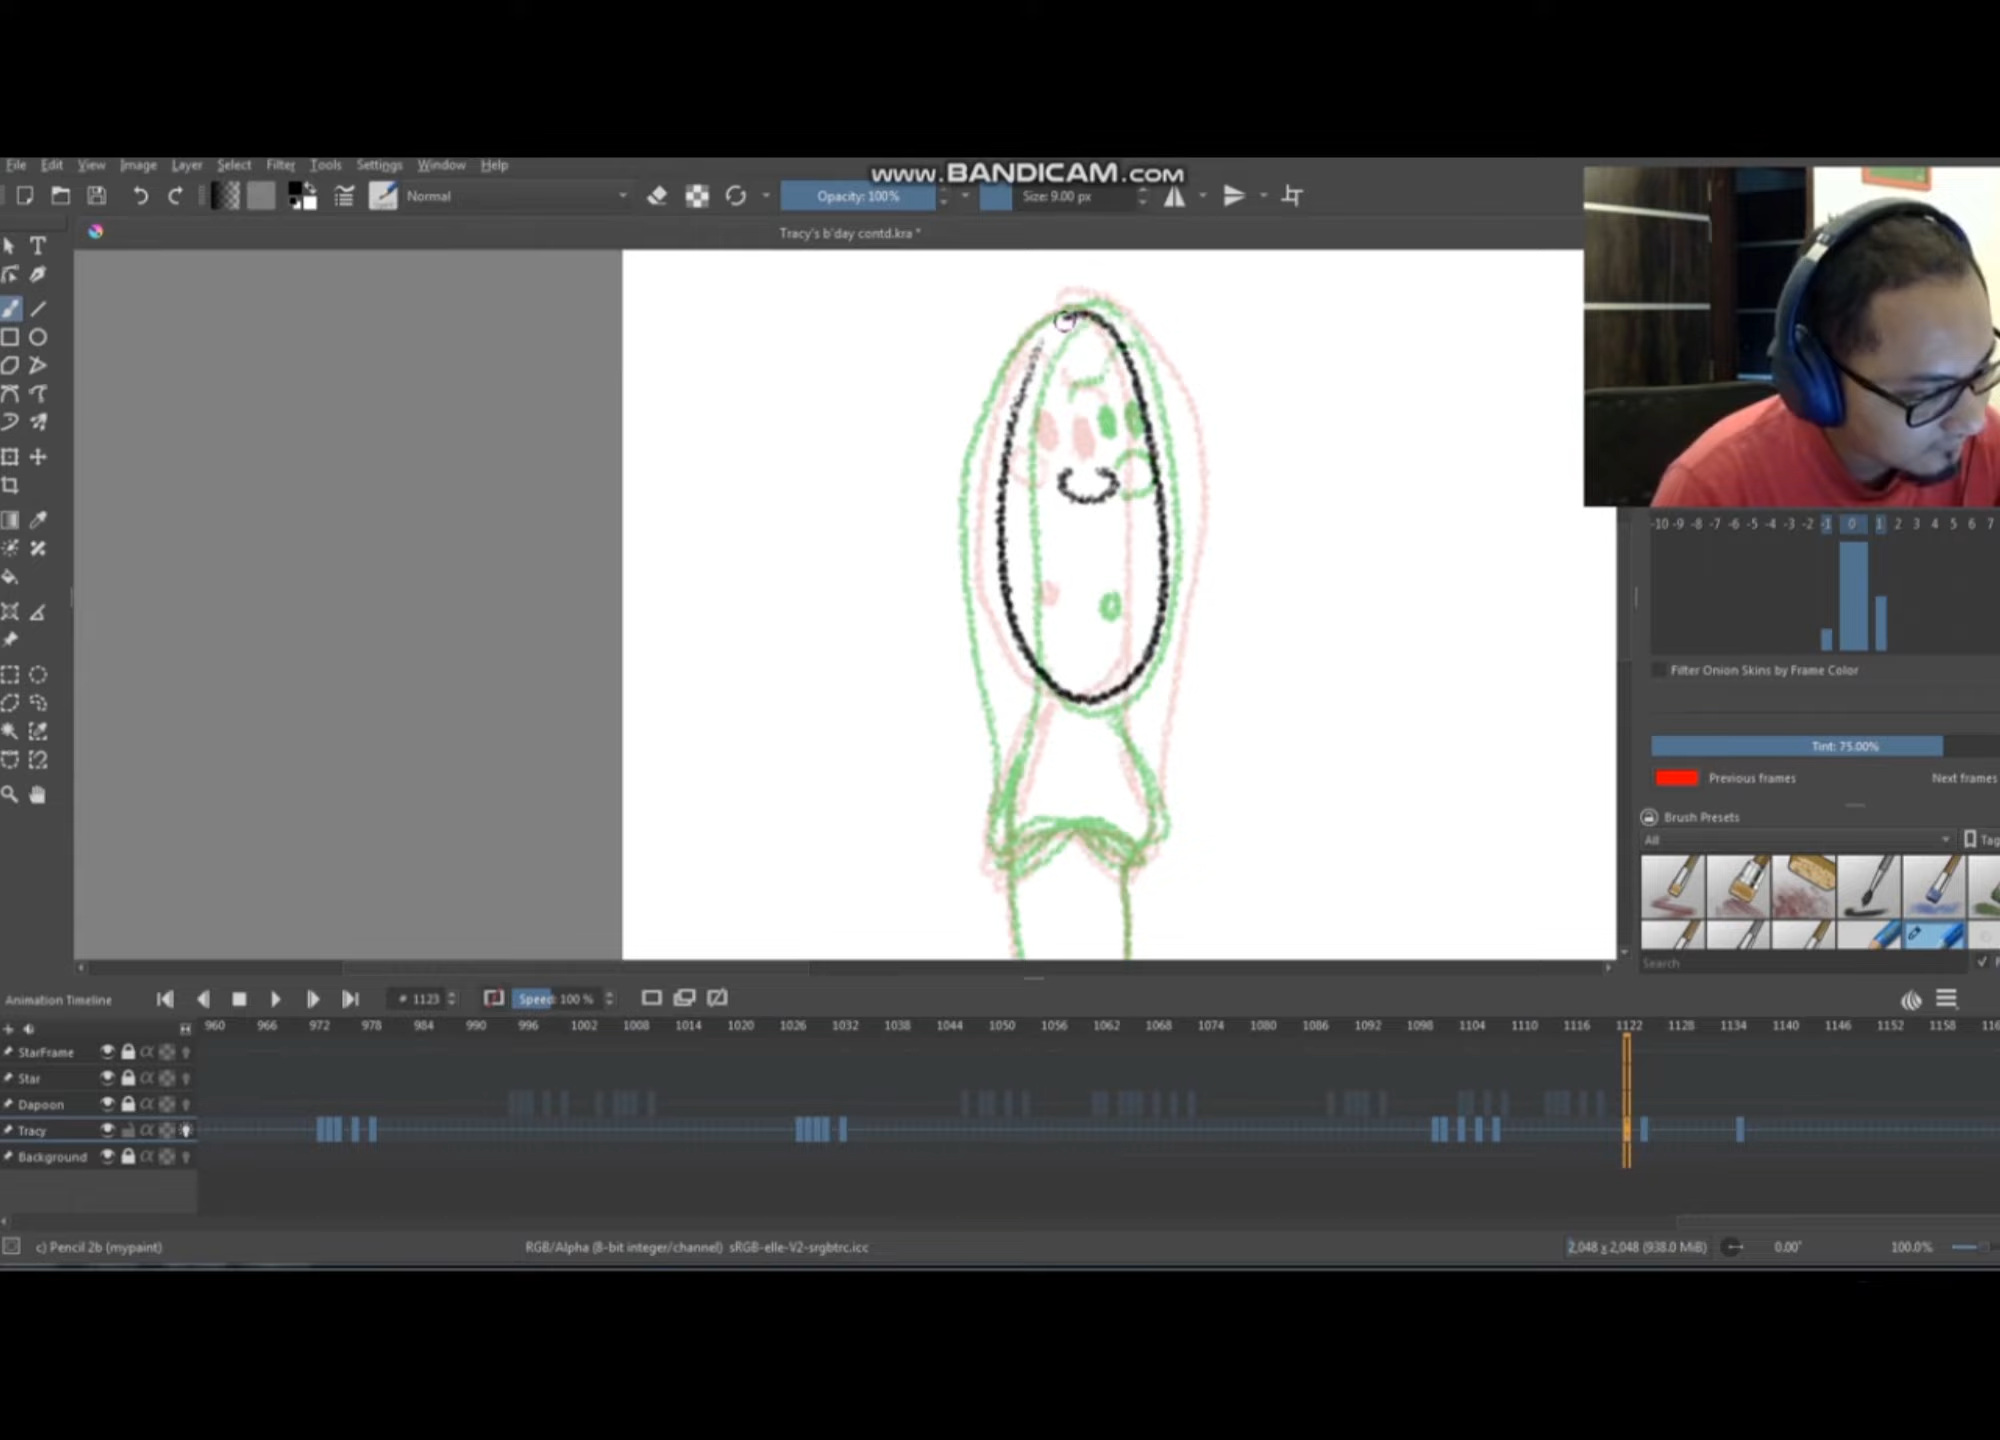 File Edit View Image Layer Select Filter Tools Settings Window Help
www.BANDICAM.com
Normal
Opacity: 100%
Size: 9.00 px
Tracy's b'day contd.kra *
-10 -9 -8 -7 -6 -5 -4 -3 -2 -1 0 1 2 3 4 5 6 7
Filter Onion Skins by Frame Color
Tint: 75.00%
Previous frames
Next frames
Brush Presets
All
Tag
Search
Animation Timeline
# 1123
Speed: 100 %
960 966 972 978 984 990 996 1002 1008 1014 1020 1026 1032 1038 1044 1050 1056 1062 1068 1074 1080 1086 1092 1098 1104 1110 1116 1122 1128 1134 1140 1146 1152 1158
StarFrame
Star
Dapoon
Tracy
Background
c) Pencil 2b (mypaint)
RGB/Alpha (8-bit integer/channel) sRGB-elle-V2-srgbtrc.icc
2,048 x 2,048 (938.0 MiB)
0.00°
100.0%